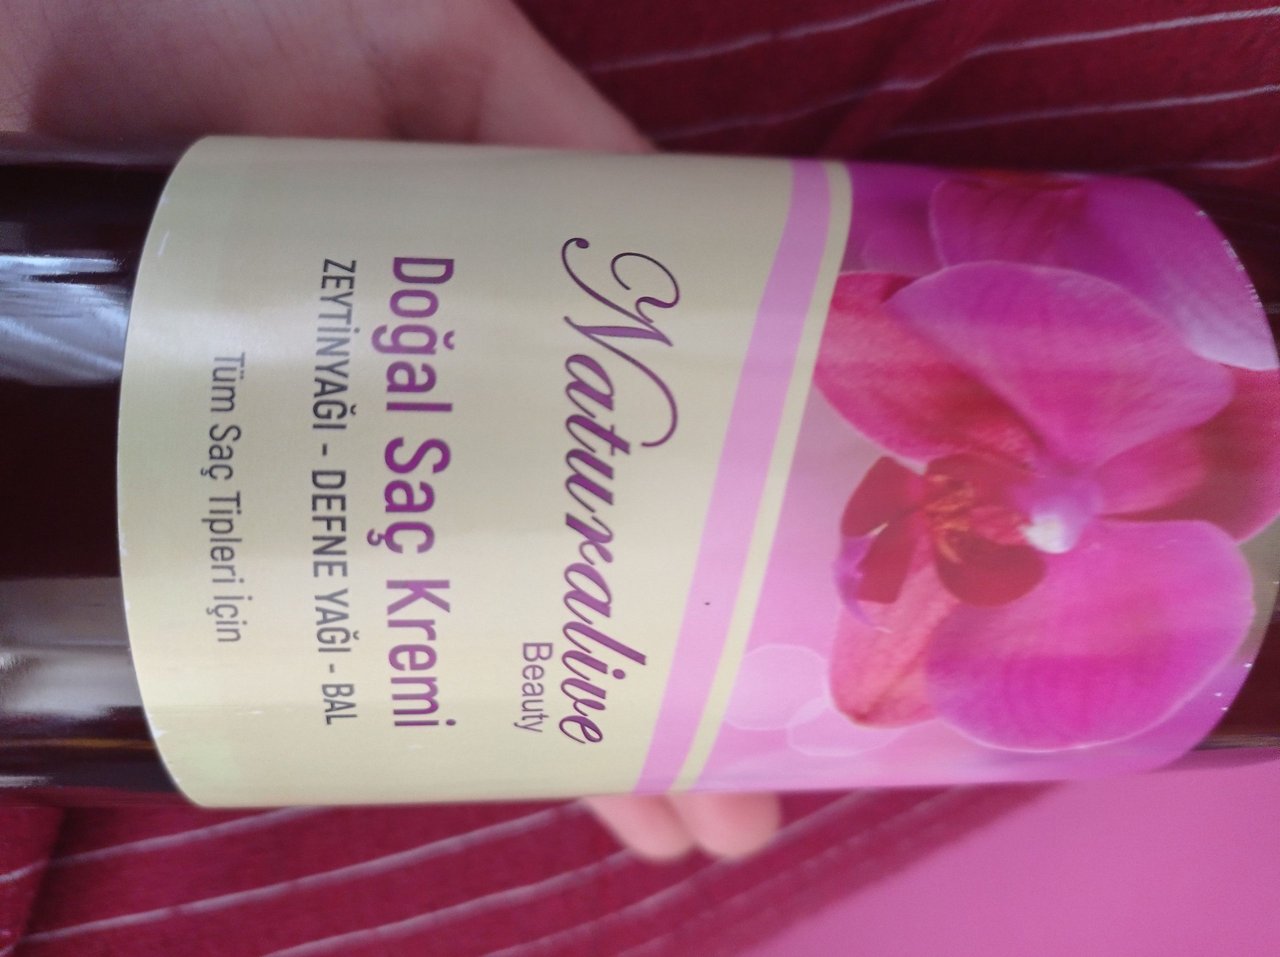 Naturalive
Beauty
Doğal Saç Kremi
ZEYTİNYAĞI - DEFNE YAĞI - BAL
Tüm Saç Tipleri İçin